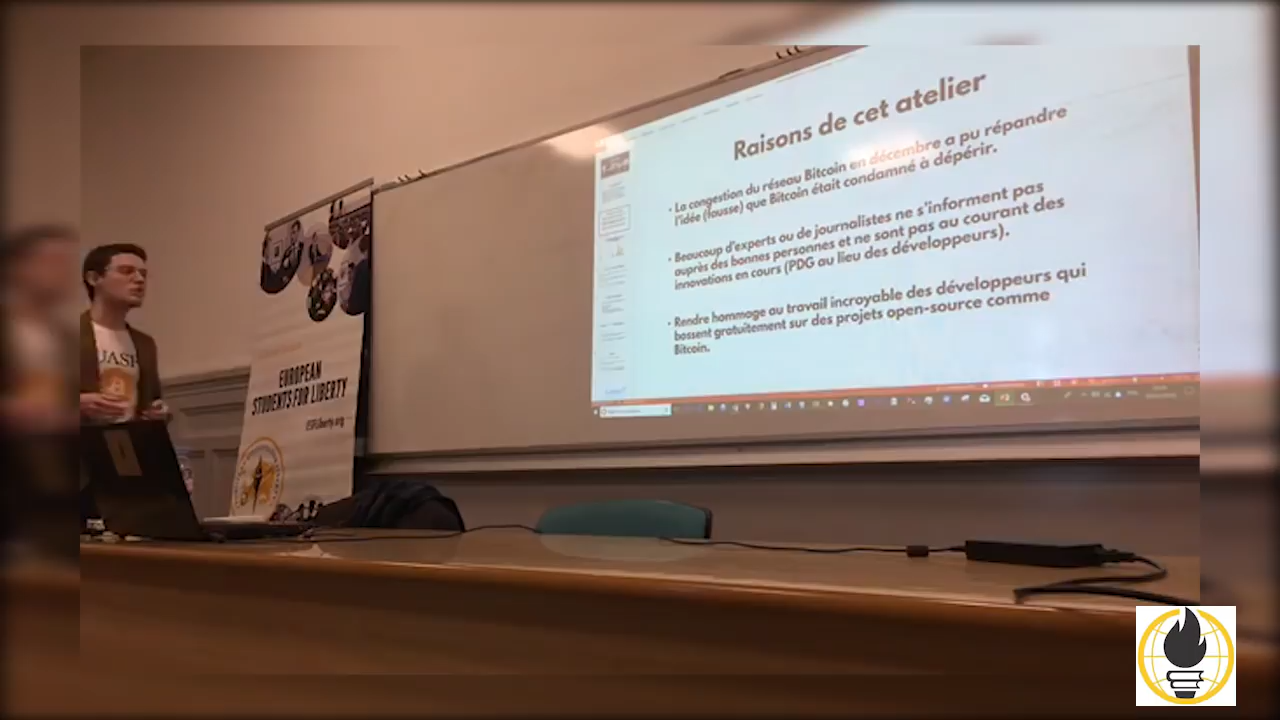 Raisons de cet atelier
• La congestion du réseau Bitcoin en décembre a pu répandre
l'idée (fausse) que Bitcoin était condamné à dépérir.
• Beaucoup d'experts ou de journalistes ne s'informent pas
auprès des bonnes personnes et ne sont pas au courant des
innovations en cours (PDG au lieu des développeurs).
• Rendre hommage au travail incroyable des développeurs qui
bossent gratuitement sur des projets open-source comme
Bitcoin.
EUROPEAN
STUDENTS FOR LIBERTY
ESFLiberty.org